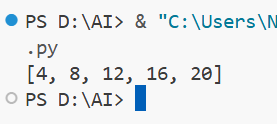 PS D:\AI> & "C:\Users\N
.py
[4, 8, 12, 16, 20]
PS D:\AI>